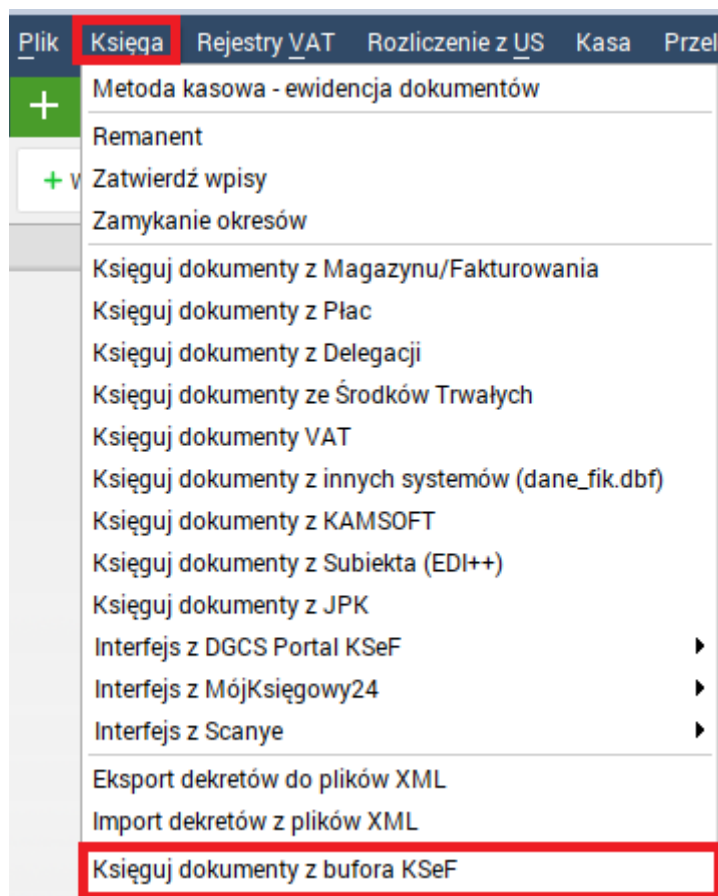 Plik Księga Rejestry VAT Rozliczenie z US Kasa
Metoda kasowa - ewidencja dokumentów
Remanent
Zatwierdź wpisy
Zamykanie okresów
Księguj dokumenty z Magazynu/Fakturowania
Księguj dokumenty z Płac
Księguj dokumenty z Delegacji
Księguj dokumenty ze Środków Trwałych
Księguj dokumenty VAT
Księguj dokumenty z innych systemów (dane_fik.dbf)
Księguj dokumenty z KAMSOFT
Księguj dokumenty z Subiekta (EDI++)
Księguj dokumenty z JPK
Interfejs z DGCS Portal KSeF
Interfejs z MójKsięgowy24
Interfejs z Scanye
Eksport dekretów do plików XML
Import dekretów z plików XML
Księguj dokumenty z bufora KSeF